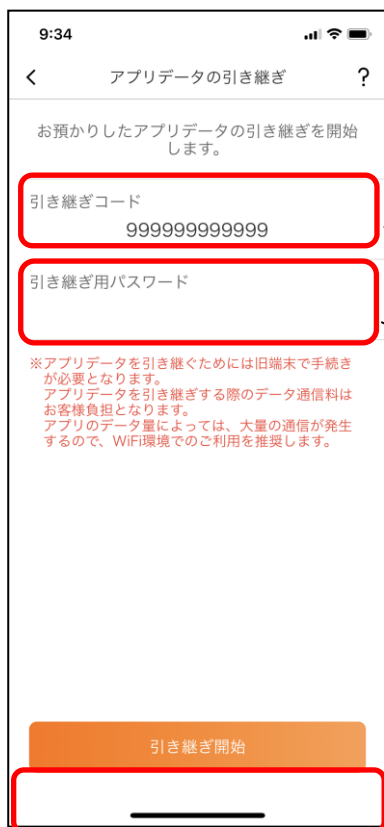 9:34
アプリデータの引き継ぎ ?
お預かりしたアプリデータの引き継ぎを開始
します。
引き継ぎコード
999999999999
引き継ぎ用パスワード
※アプリデータを引き継ぐためには旧端末で手続き
が必要となります。
アプリデータを引き継ぎする際のデータ通信料は
お客様負担となります。
アプリのデータ量によっては、大量の通信が発生
するので、WiFi環境でのご利用を推奨します。
引き継ぎ開始